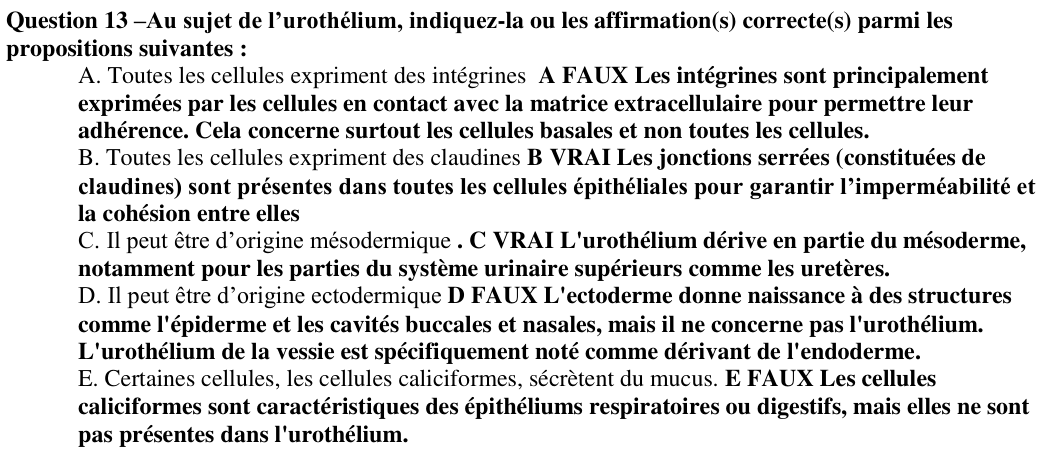 Question 13 –Au sujet de l’urothélium, indiquez-la ou les affirmation(s) correcte(s) parmi les
propositions suivantes :
A. Toutes les cellules expriment des intégrines A FAUX Les intégrines sont principalement
exprimées par les cellules en contact avec la matrice extracellulaire pour permettre leur
adhérence. Cela concerne surtout les cellules basales et non toutes les cellules.
B. Toutes les cellules expriment des claudines B VRAI Les jonctions serrées (constituées de
claudines) sont présentes dans toutes les cellules épithéliales pour garantir l’imperméabilité et
la cohésion entre elles
C. Il peut être d’origine mésodermique . C VRAI L'urothélium dérive en partie du mésoderme,
notamment pour les parties du système urinaire supérieurs comme les uretères.
D. Il peut être d’origine ectodermique D FAUX L'ectoderme donne naissance à des structures
comme l'épiderme et les cavités buccales et nasales, mais il ne concerne pas l'urothélium.
L'urothélium de la vessie est spécifiquement noté comme dérivant de l'endoderme.
E. Certaines cellules, les cellules caliciformes, sécrètent du mucus. E FAUX Les cellules
caliciformes sont caractéristiques des épithéliums respiratoires ou digestifs, mais elles ne sont
pas présentes dans l'urothélium.